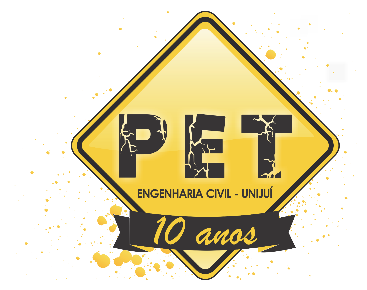 PET
ENGENHARIA CIVIL - UNIJUÍ
10 anos